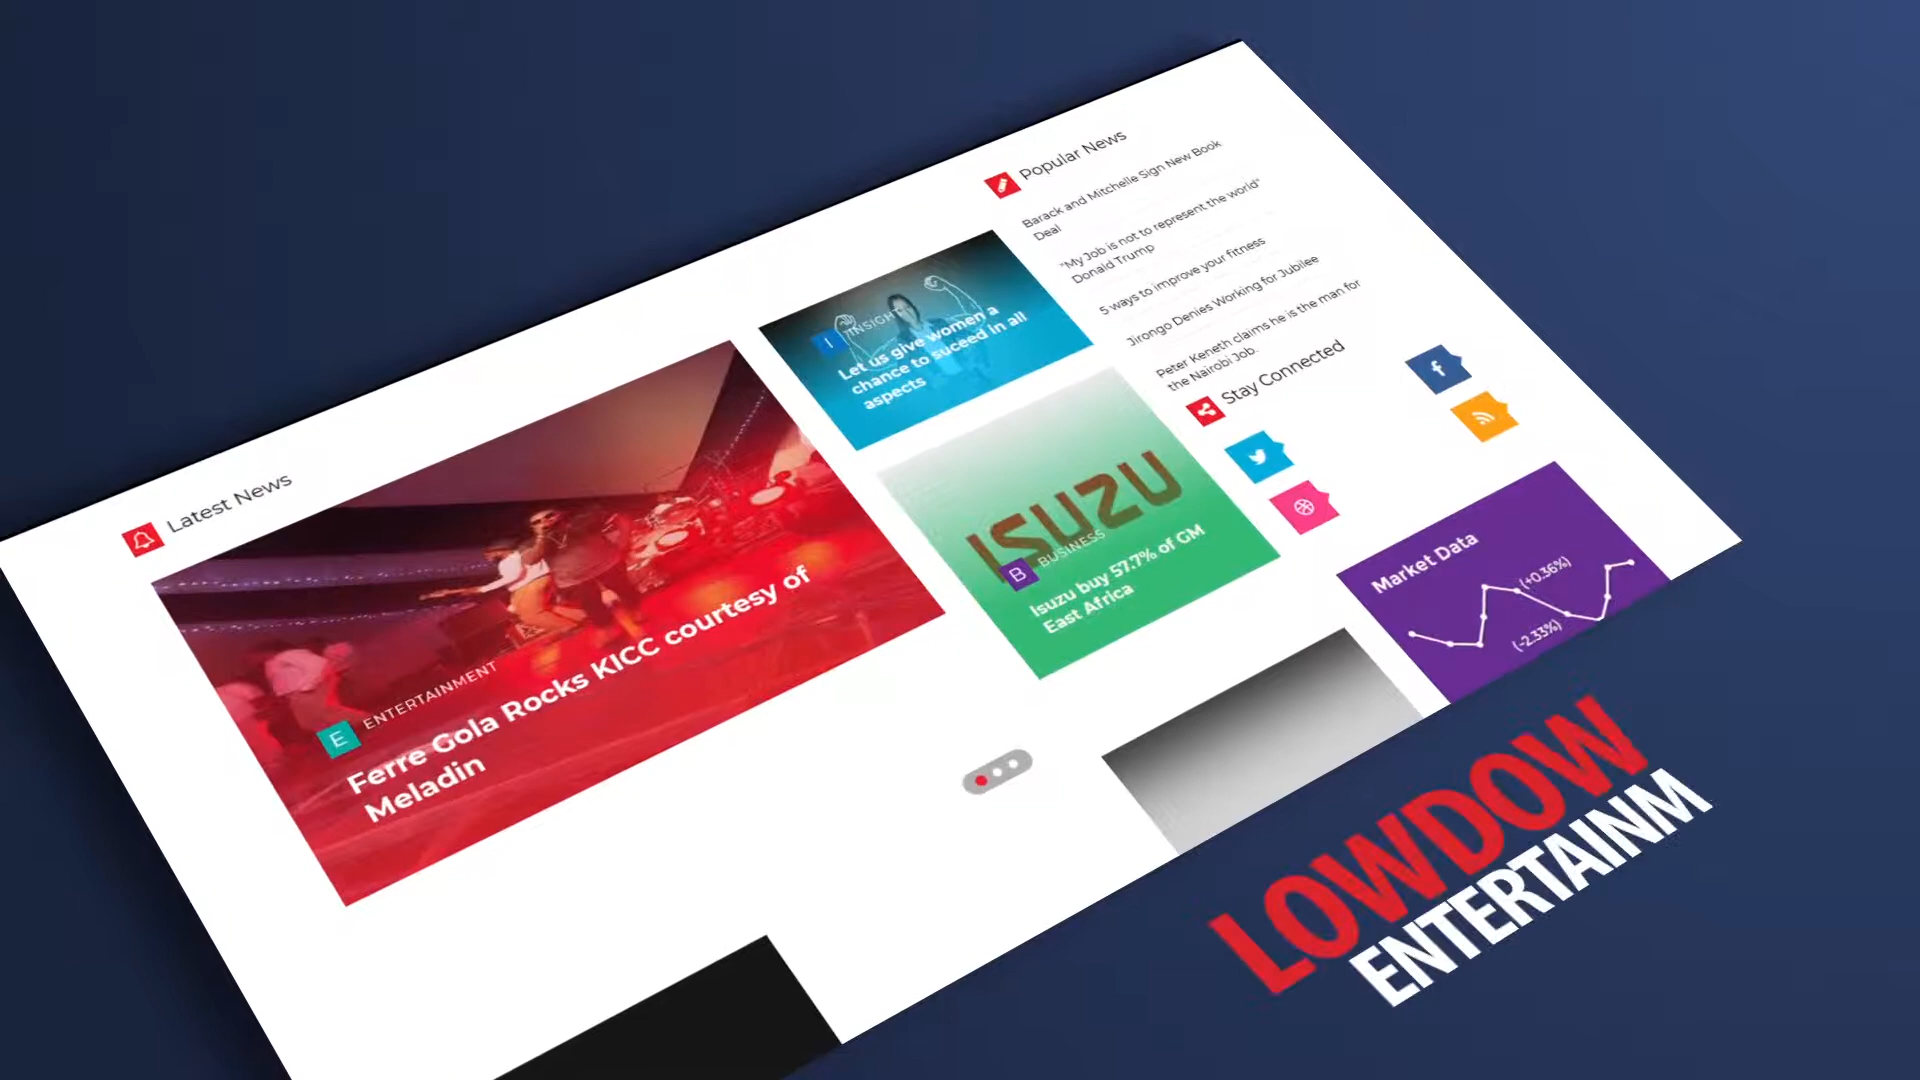 Latest News
E ENTERTAINMENT
Ferre Gola Rocks KICC courtesy of
Meladin
I INSIGHT
Let us give women a
chance to suceed in all
aspects
ISUZU
B BUSINESS
Isuzu buy 57.7% of GM
East Africa
Popular News
Barack and Mitchelle Sign New Book
Deal
"My Job is not to represent the world"
Donald Trump
5 ways to improve your fitness
Jirongo Denies Working for Jubilee
Peter Keneth claims he is the man for
the Nairobi Job.
Stay Connected
Market Data
(+0.36%)
(-2.33%)
LOWDOW
ENTERTAINM